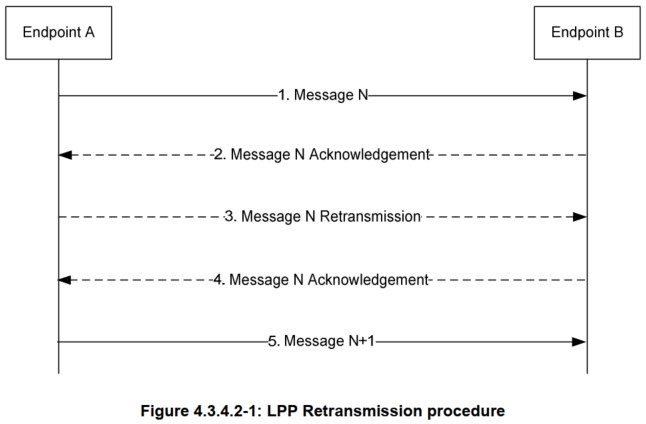 Endpoint A
Endpoint B
1. Message N
2. Message N Acknowledgement
3. Message N Retransmission
4. Message N Acknowledgement
5. Message N+1
Figure 4.3.4.2-1: LPP Retransmission procedure